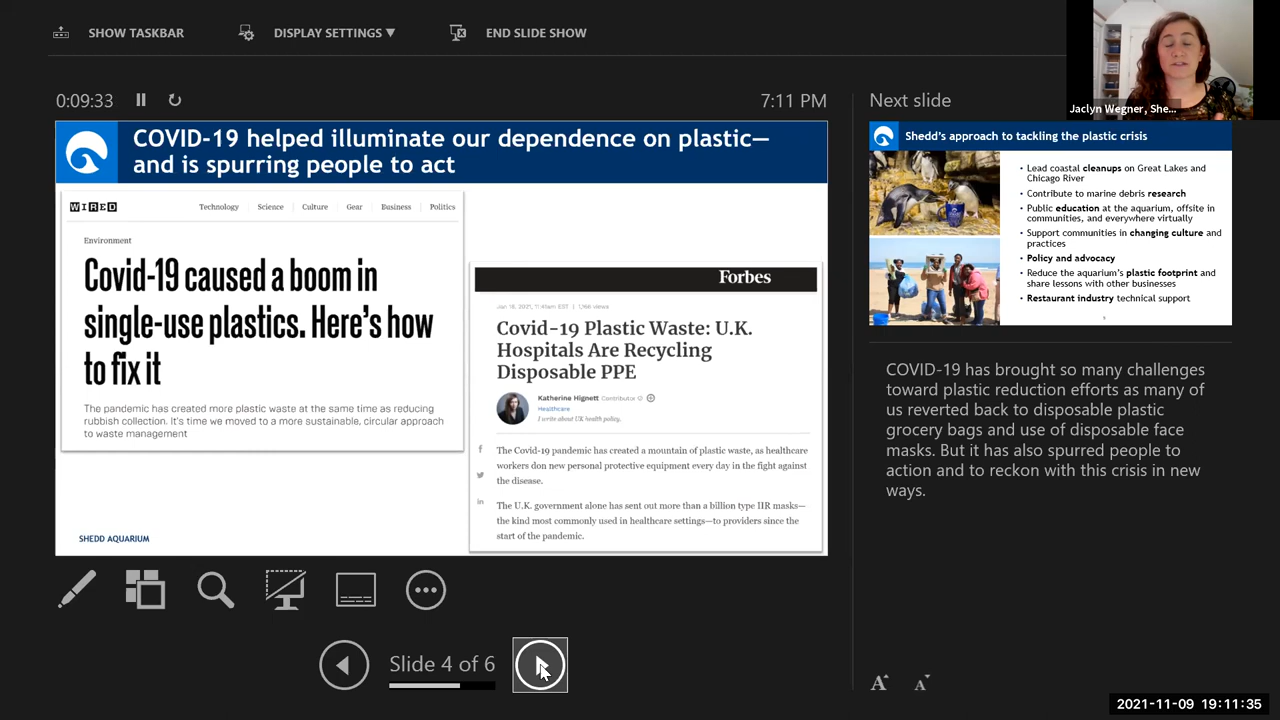 SHOW TASKBAR
DISPLAY SETTINGS ▼
END SLIDE SHOW
Jaclyn Wegner, She...
0:09:33
7:11 PM
Next slide
COVID-19 helped illuminate our dependence on plastic—
and is spurring people to act
WIRED
Technology
Science
Culture
Gear
Business
Politics
Environment
Covid-19 caused a boom in
single-use plastics. Here's how
to fix it
The pandemic has created more plastic waste at the same time as reducing
rubbish collection. it's time we moved to a more sustainable, circular approach
to waste management
Forbes
Jan 16, 2021, 11:41am EST | 1,766 views
Covid-19 Plastic Waste: U.K.
Hospitals Are Recycling
Disposable PPE
Katherine Hignett Contributor
Healthcare
I write about UK health policy.
The Covid-19 pandemic has created a mountain of plastic waste, as healthcare
workers don new personal protective equipment every day in the fight against
the disease.
The U.K. government alone has sent out more than a billion type IIR masks—
the kind most commonly used in healthcare settings—to providers since the
start of the pandemic.
SHEDD AQUARIUM
Slide 4 of 6
Shedd's approach to tackling the plastic crisis
• Lead coastal cleanups on Great Lakes and
Chicago River
• Contribute to marine debris research
• Public education at the aquarium, offsite in
communities, and everywhere virtually
• Support communities in changing culture and
practices
• Policy and advocacy
• Reduce the aquarium's plastic footprint and
share lessons with other businesses
• Restaurant industry technical support
COVID-19 has brought so many challenges
toward plastic reduction efforts as many of
us reverted back to disposable plastic
grocery bags and use of disposable face
masks. But it has also spurred people to
action and to reckon with this crisis in new
ways.
A A
2021-11-09 19:11:35